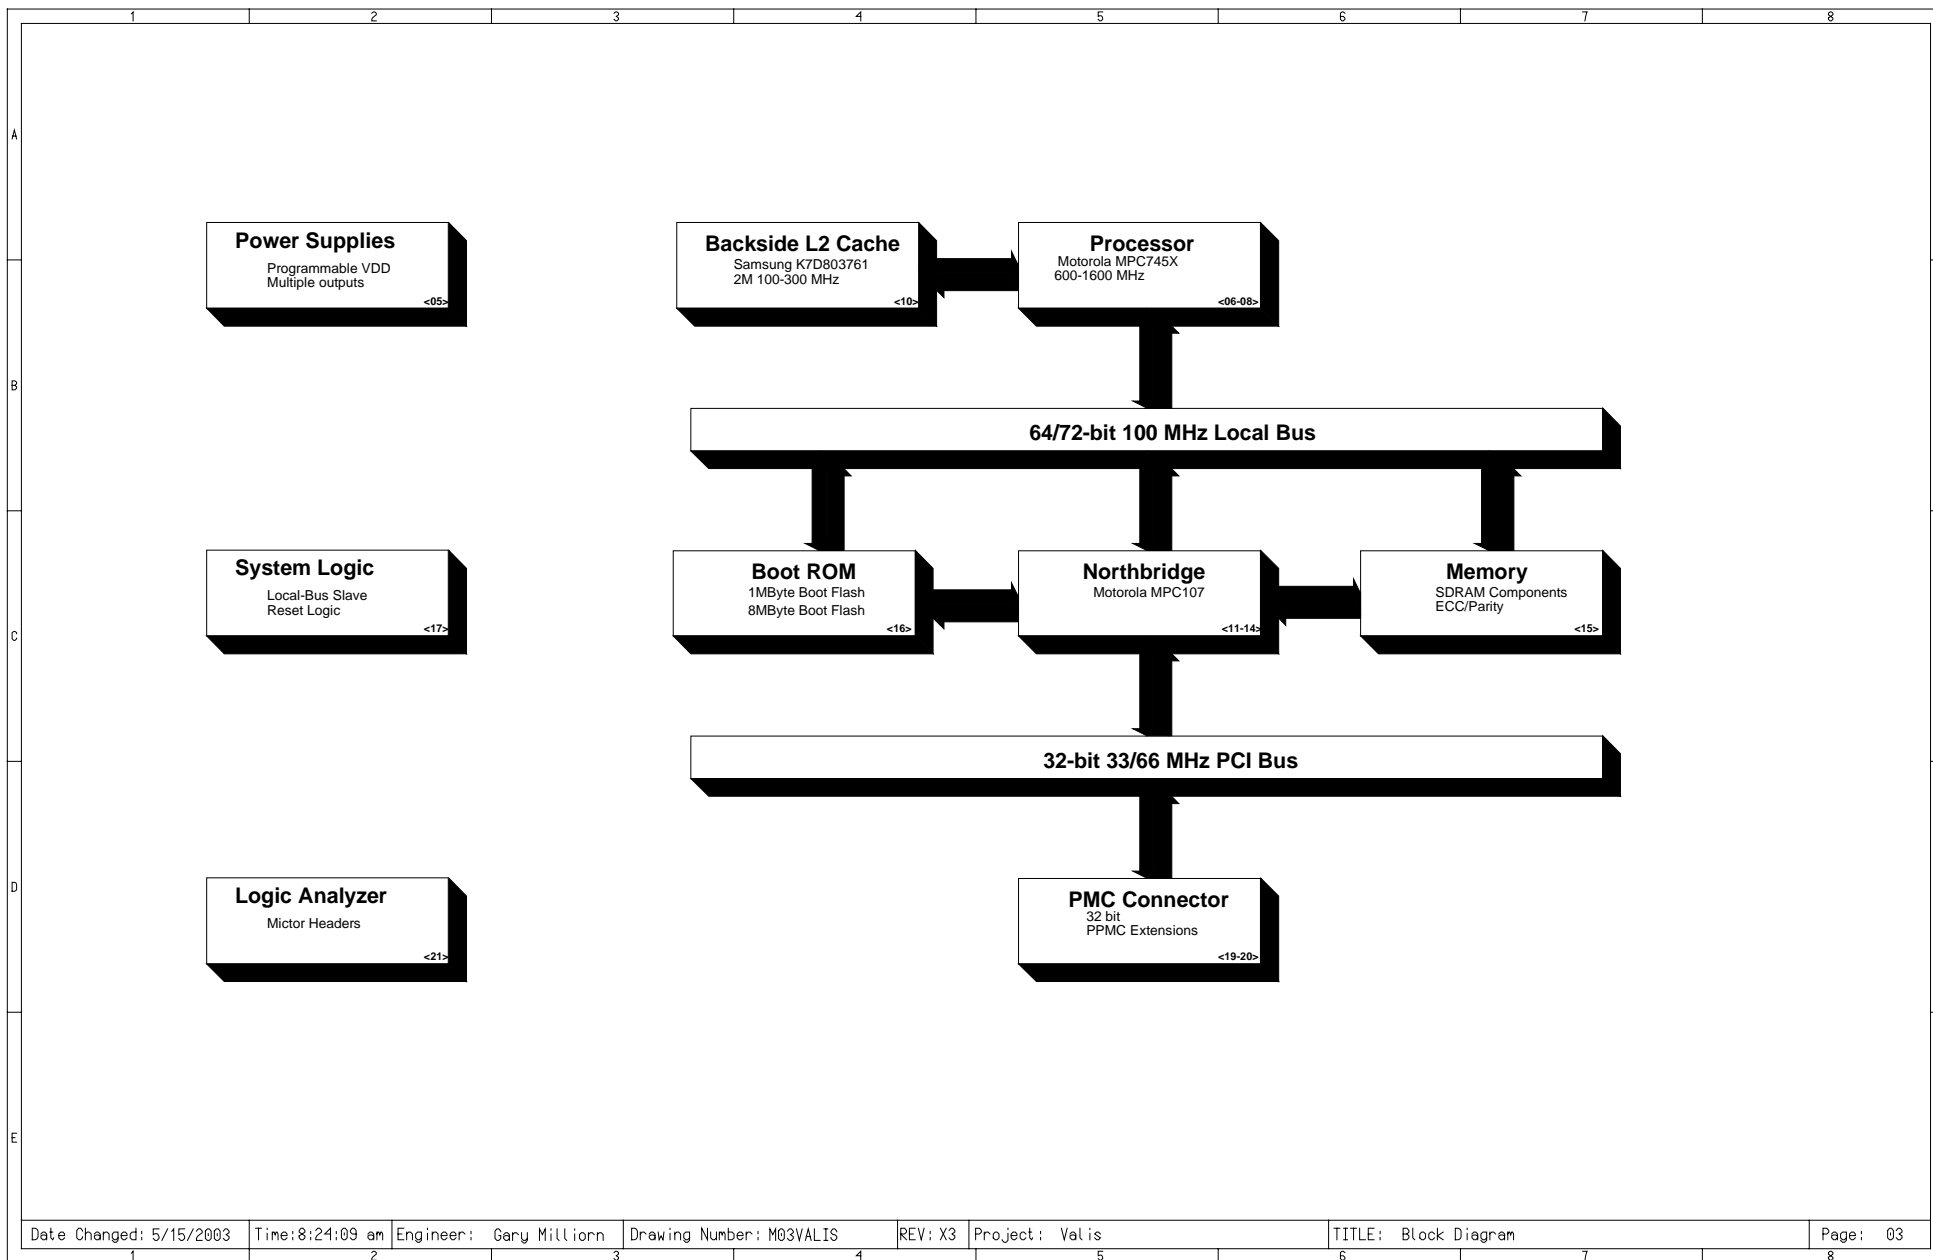 1 2 3 4 5 6 7 8
A
Power Supplies
Programmable VDD
Multiple outputs
<05>
Backside L2 Cache
Samsung K7D803761
2M 100-300 MHz
<10>
Processor
Motorola MPC745X
600-1600 MHz
<06-08>
B
64/72-bit 100 MHz Local Bus
System Logic
Local-Bus Slave
Reset Logic
<17>
Boot ROM
1MByte Boot Flash
8MByte Boot Flash
<16>
Northbridge
Motorola MPC107
<11-14>
Memory
SDRAM Components
ECC/Parity
<15>
C
32-bit 33/66 MHz PCI Bus
D
Logic Analyzer
Mictor Headers
<21>
PMC Connector
32 bit
PPMC Extensions
<19-20>
E
Date Changed: 5/15/2003 Time:8:24:09 am Engineer: Gary Milliorn Drawing Number: M03VALIS REV: X3 Project: Valis TITLE: Block Diagram Page: 03
1 2 3 4 5 6 7 8